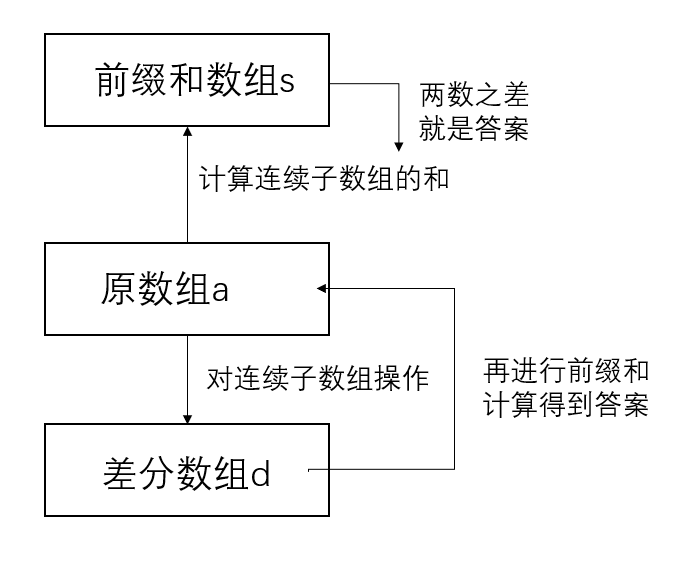 前缀和数组s
两数之差
就是答案
计算连续子数组的和
原数组a
对连续子数组操作
再进行前缀和
计算得到答案
差分数组d